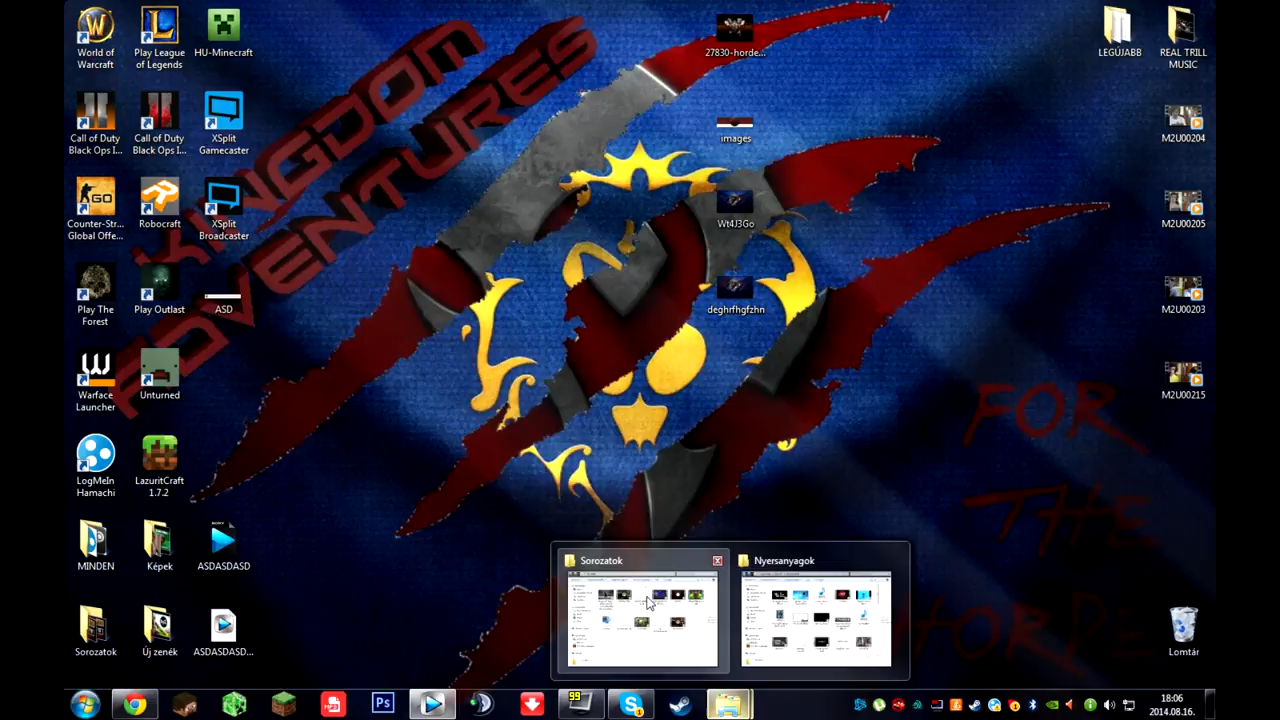 World of
Warcraft
Play League
of Legends
HU-Minecraft
27830-horde...
LEGÚJABB
REAL TRILL
MUSIC
Call of Duty
Black Ops I...
Call of Duty
Black Ops I...
XSplit
Gamecaster
images
M2U00204
Counter-Str...
Global Offe...
Robocraft
XSplit
Broadcaster
Wt4J3Go
M2U00205
KINGDOM
ADVENTURES
Play The
Forest
Play Outlast
ASD
deghrfhgfzhn
M2U00203
Warface
Launcher
Unturned
M2U00215
FOR
THE
LogMeIn
Hamachi
LazuritCraft
1.7.2
MINDEN
Képek
ASDASDASD
Sorozatok
Nyersanyagok
Sorozatok
Új zenék
ASDASDASD...
Lomtár
18:06
2014.08.16.